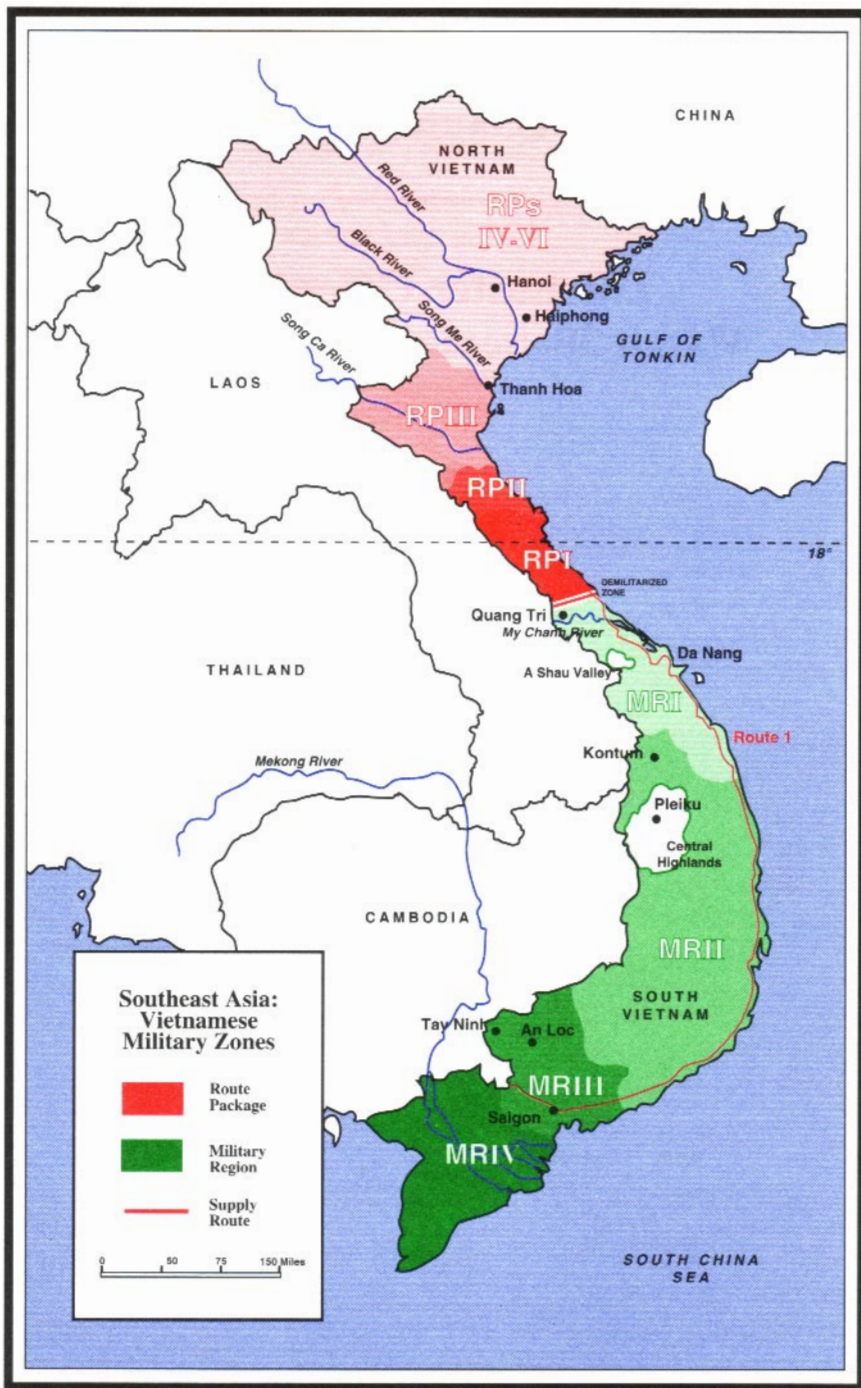 CHINA
NORTH
VIETNAM
Red River
RPs
IV-VI
Black River
Hanoi
Haiphong
Song Me River
Song Ca River
GULF OF
TONKIN
LAOS
Thanh Hoa
RPIII
RPII
18°
RPI
DEMILITARIZED
ZONE
Quang Tri
My Chanh River
Da Nang
THAILAND
A Shau Valley
MRI
Route 1
Kontum
Mekong River
Pleiku
Central
Highlands
CAMBODIA
MRII
SOUTH
VIETNAM
Tay Ninh
An Loc
MRIII
Saigon
MRIV
Southeast Asia:
Vietnamese
Military Zones
Route
Package
Military
Region
Supply
Route
0 50 75 150 Miles
SOUTH CHINA
SEA